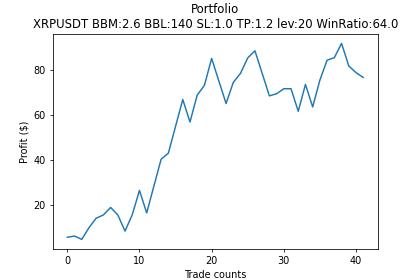 Portfolio
XRPUSDT BBM:2.6 BBL:140 SL:1.0 TP:1.2 lev:20 WinRatio:64.0
80
60
40
20
Profit ($)
0
10
20
30
40
Trade counts